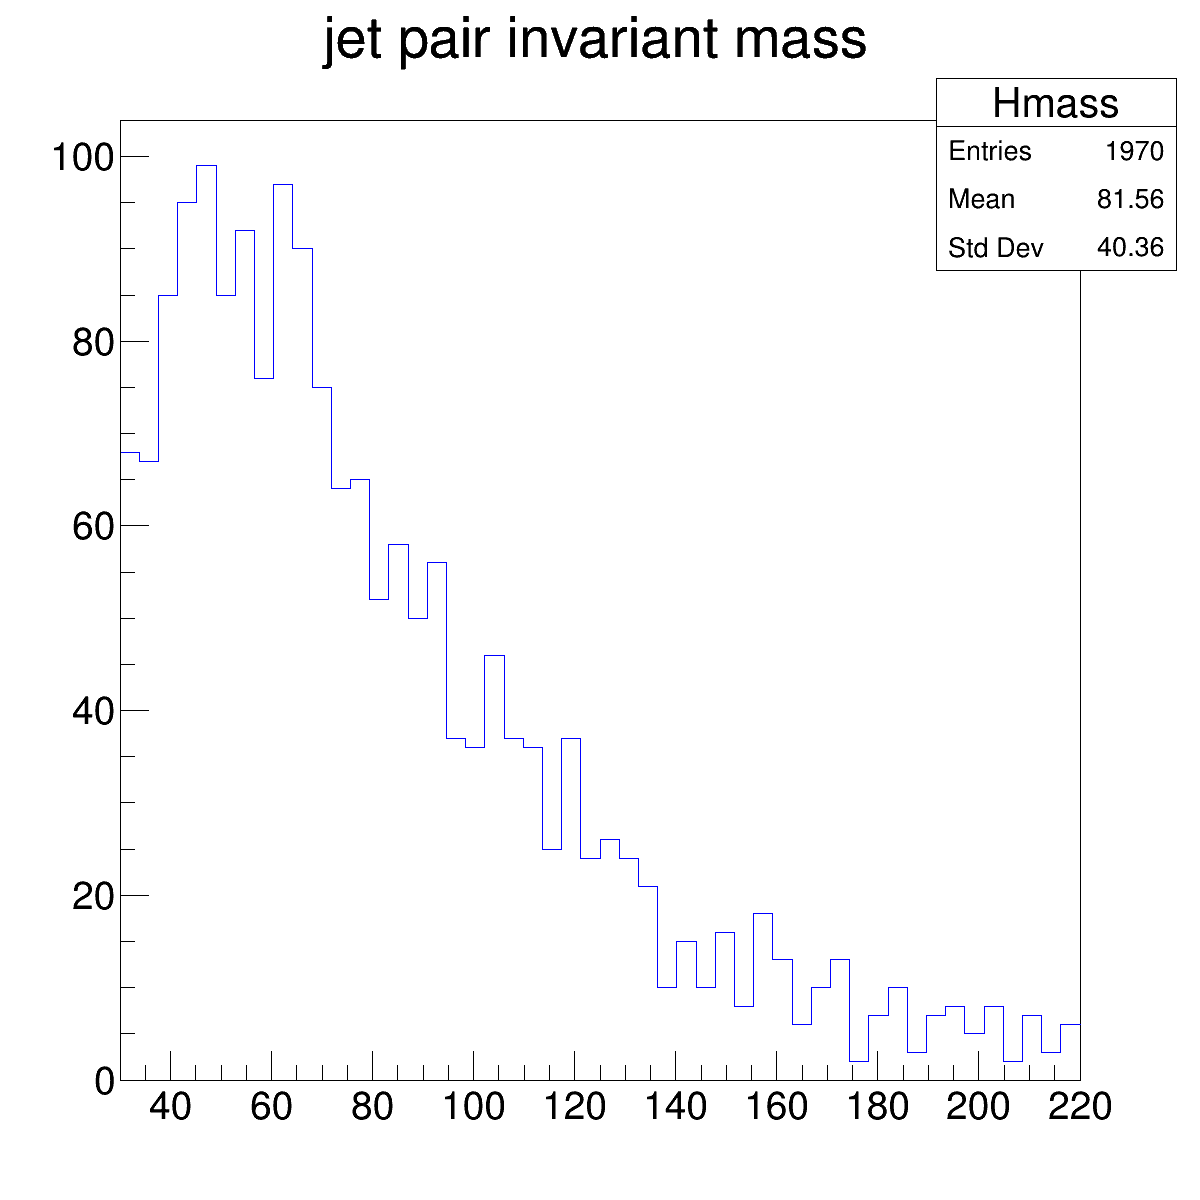 jet pair invariant mass
Hmass
Entries 1970
Mean 81.56
Std Dev 40.36
100
80
60
40
20
0
40 60 80 100 120 140 160 180 200 220